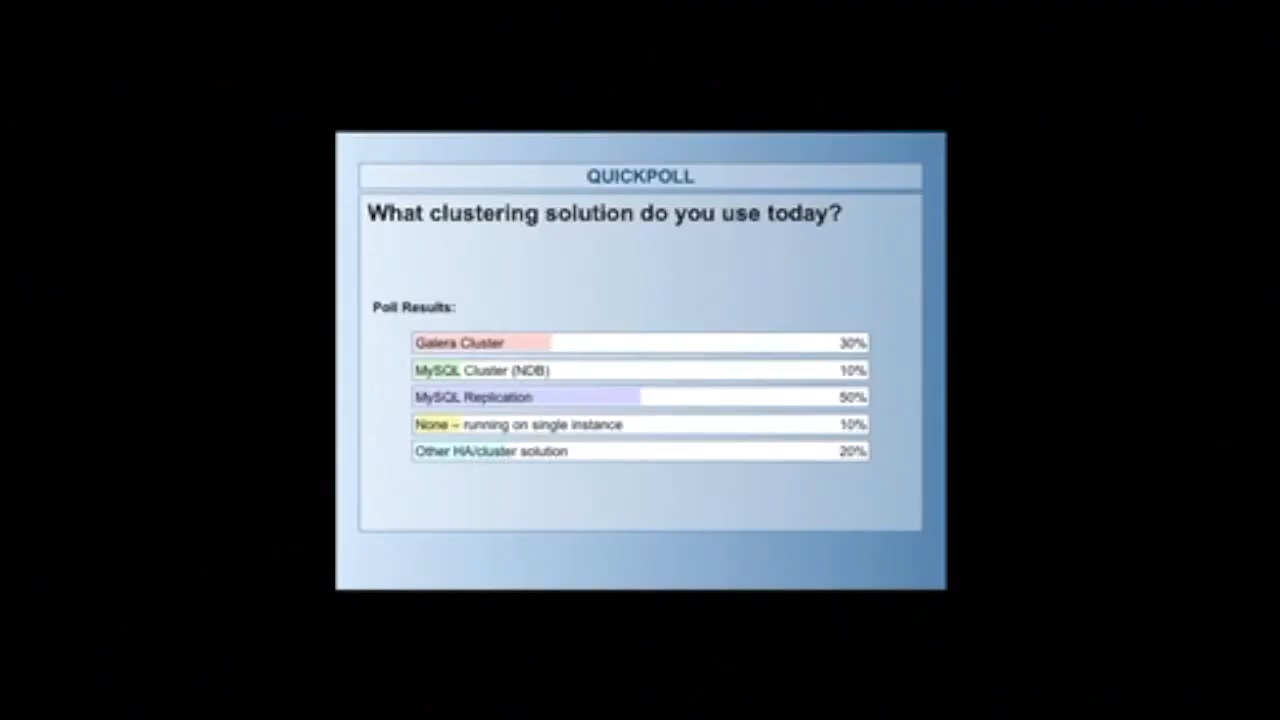 QUICKPOLL
What clustering solution do you use today?
Poll Results:
Galera Cluster 30%
MySQL Cluster (NDB) 10%
MySQL Replication 50%
None – running on single instance 10%
Other HA/cluster solution 20%